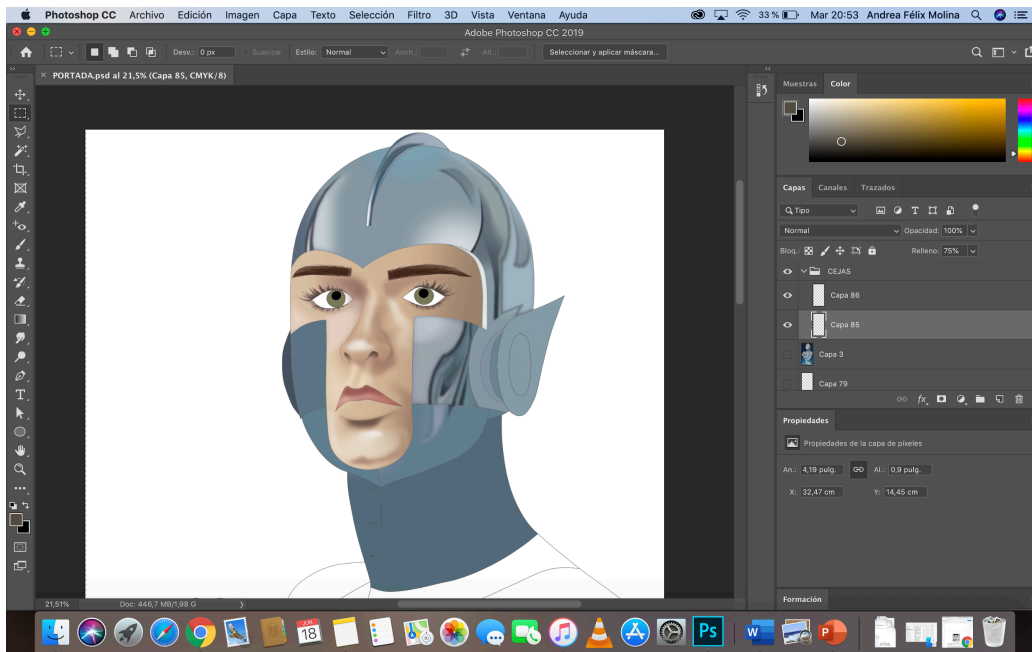 Photoshop CC Archivo Edición Imagen Capa Texto Selección Filtro 3D Vista Ventana Ayuda 33 % Mar 20:53 Andrea Félix Molina
Adobe Photoshop CC 2019
Desv.: 0 px Suavizar Estilo: Normal Anch.: Alt.: Seleccionar y aplicar máscara...
× PORTADA.psd al 21,5% (Capa 85, CMYK/8)
Muestras Color
Capas Canales Trazados
Tipo
Normal Opacidad: 100%
Bloq.: Relleno: 75%
CEJAS
Capa 86
Capa 85
Capa 3
Capa 79
fx
Propiedades
Propiedades de la capa de píxeles
An.: 4,19 pulg. Al.: 0,9 pulg.
X: 32,47 cm Y: 14,45 cm
Formación
21,51% Doc: 446,7 MB/1,98 G
JUN
18
Ps
W
P